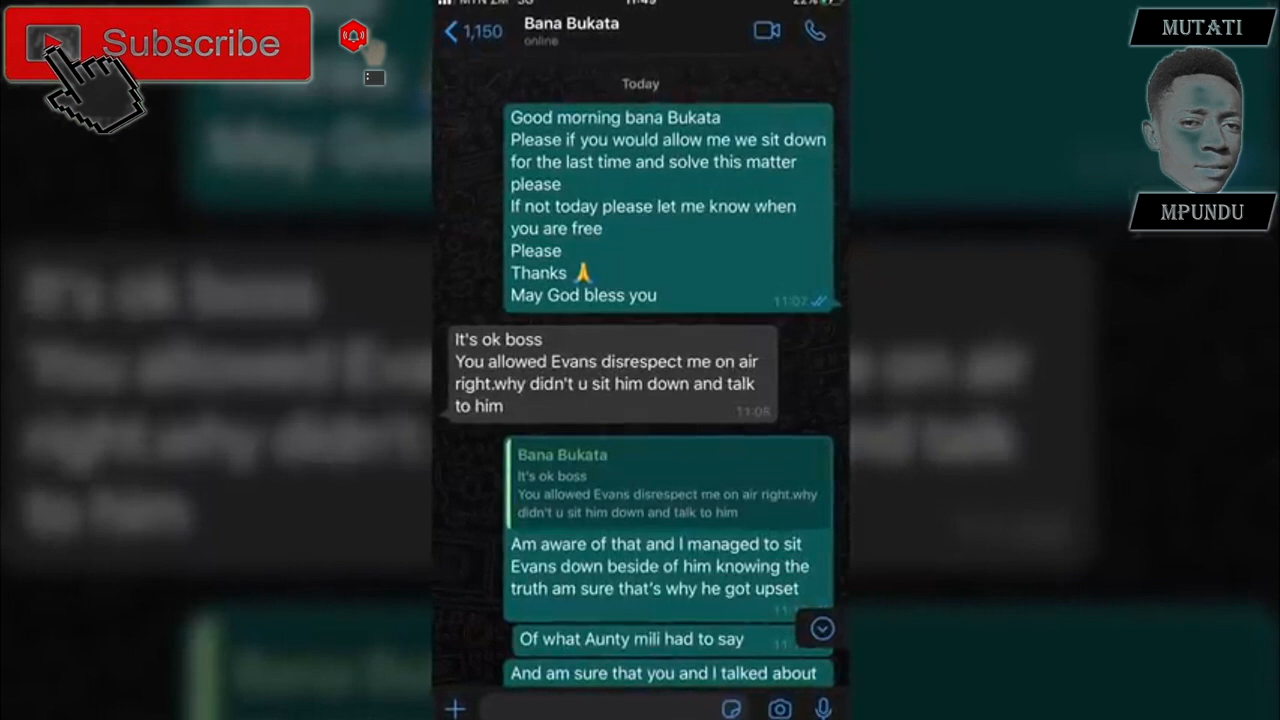 Subscribe
MUTATI
MPUNDU
11:49
22%
1,150
Bana Bukata
online
Today
Good morning bana Bukata
Please if you would allow me we sit down
for the last time and solve this matter
please
If not today please let me know when
you are free
Please
Thanks 🙏
May God bless you
11:07
It's ok boss
You allowed Evans disrespect me on air
right.why didn't u sit him down and talk
to him
11:08
Bana Bukata
It's ok boss
You allowed Evans disrespect me on air right.why
didn't u sit him down and talk to him
Am aware of that and I managed to sit
Evans down beside of him knowing the
truth am sure that's why he got upset
Of what Aunty mili had to say
And am sure that you and I talked about